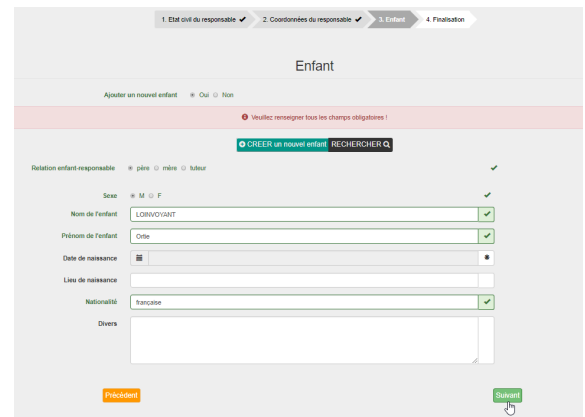 1. Etat civil du responsable ✔ 2. Coordonnées du responsable ✔ 3. Enfant 4. Finalisation
Enfant
Ajouter un nouvel enfant Oui Non
Veuillez renseigner tous les champs obligatoires !
CREER un nouvel enfant RECHERCHER
Relation enfant-responsable père mère tuteur
Sexe M F
Nom de l'enfant LOINVOYANT
Prénom de l'enfant Ortie
Date de naissance
Lieu de naissance
Nationalité française
Divers
Précédent Suivant